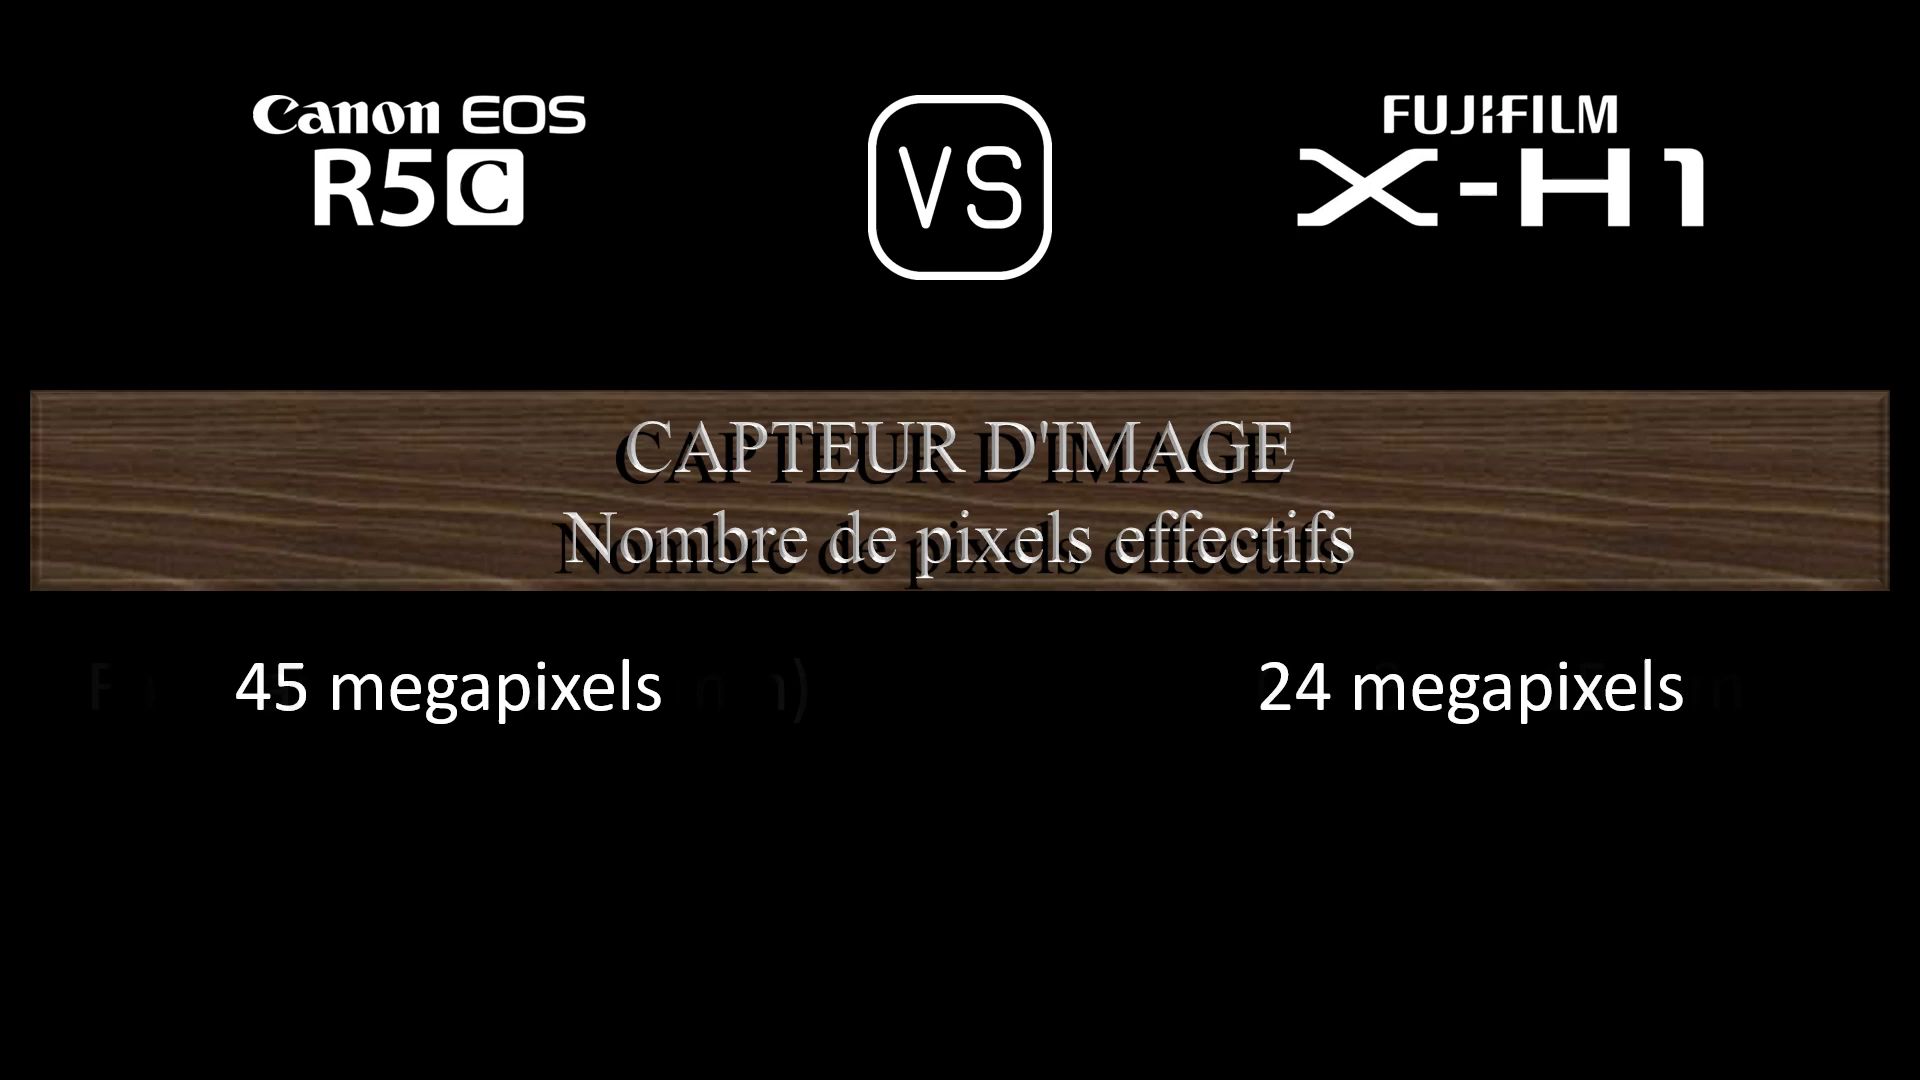 Canon EOS
R5C
VS
FUJIFILM
X-H1
CAPTEUR D'IMAGE
Nombre de pixels effectifs
45 megapixels
24 megapixels